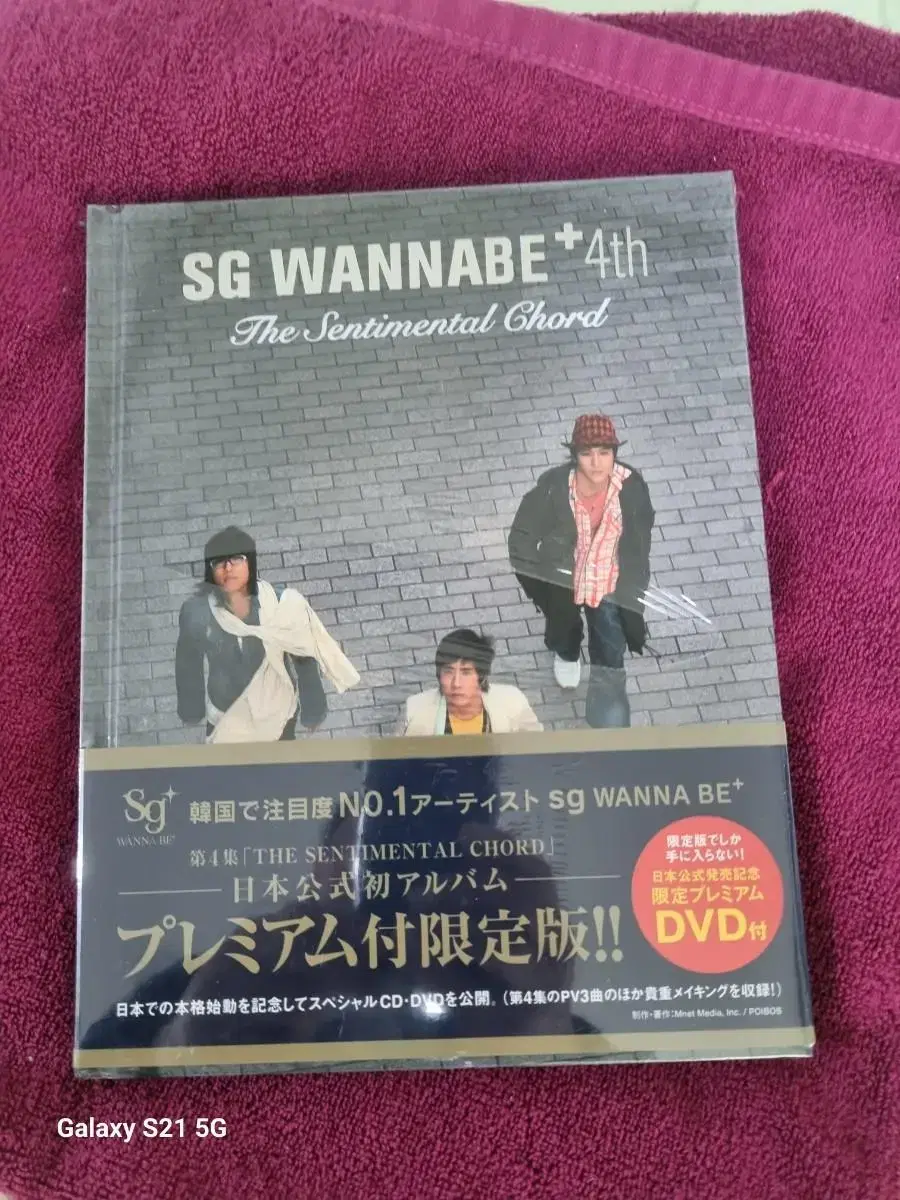 SG WANNABE+ 4th
The Sentimental Chord
Sg+
WANNA BE+
韓国で注目度NO.1アーティスト sg WANNA BE+
第4集「THE SENTIMENTAL CHORD」
日本公式初アルバム
プレミアム付限定版!!
限定版でしか
手に入らない!
日本公式発売記念
限定プレミアム
DVD付
日本での本格始動を記念してスペシャルCD・DVDを公開。(第4集のPV3曲のほか貴重メイキングを収録!)
制作・著作:Mnet Media, Inc. / POIBOS
Galaxy S21 5G